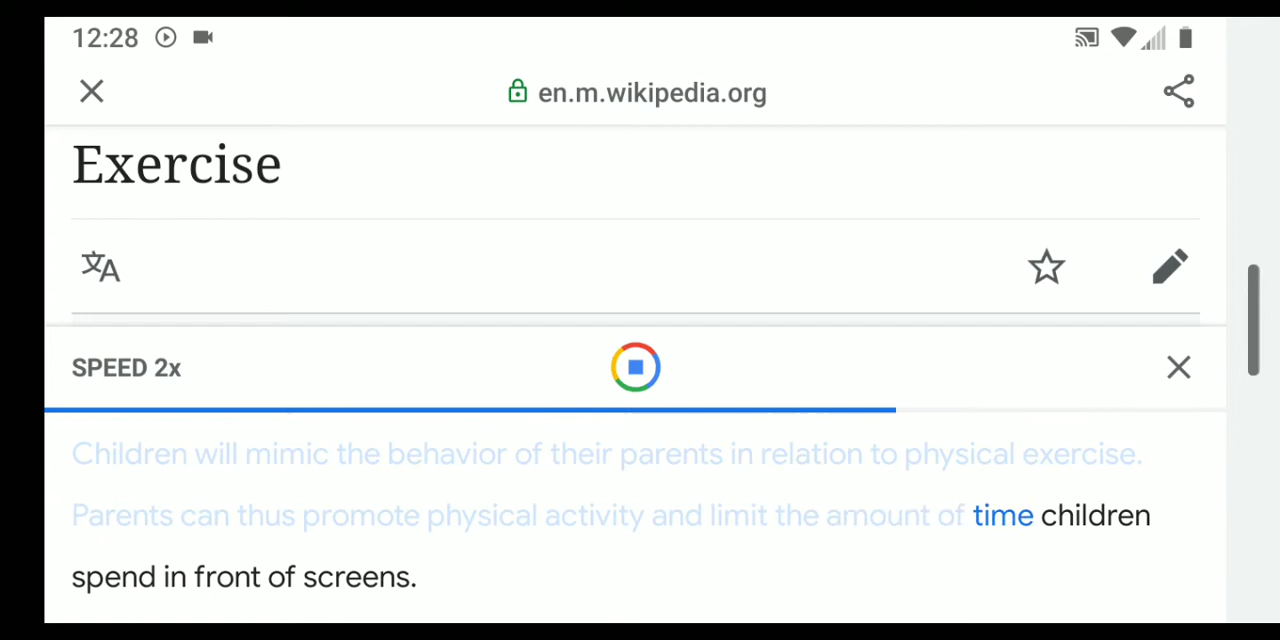 12:28
en.m.wikipedia.org
Exercise
SPEED 2x
Children will mimic the behavior of their parents in relation to physical exercise.
Parents can thus promote physical activity and limit the amount of time children
spend in front of screens.